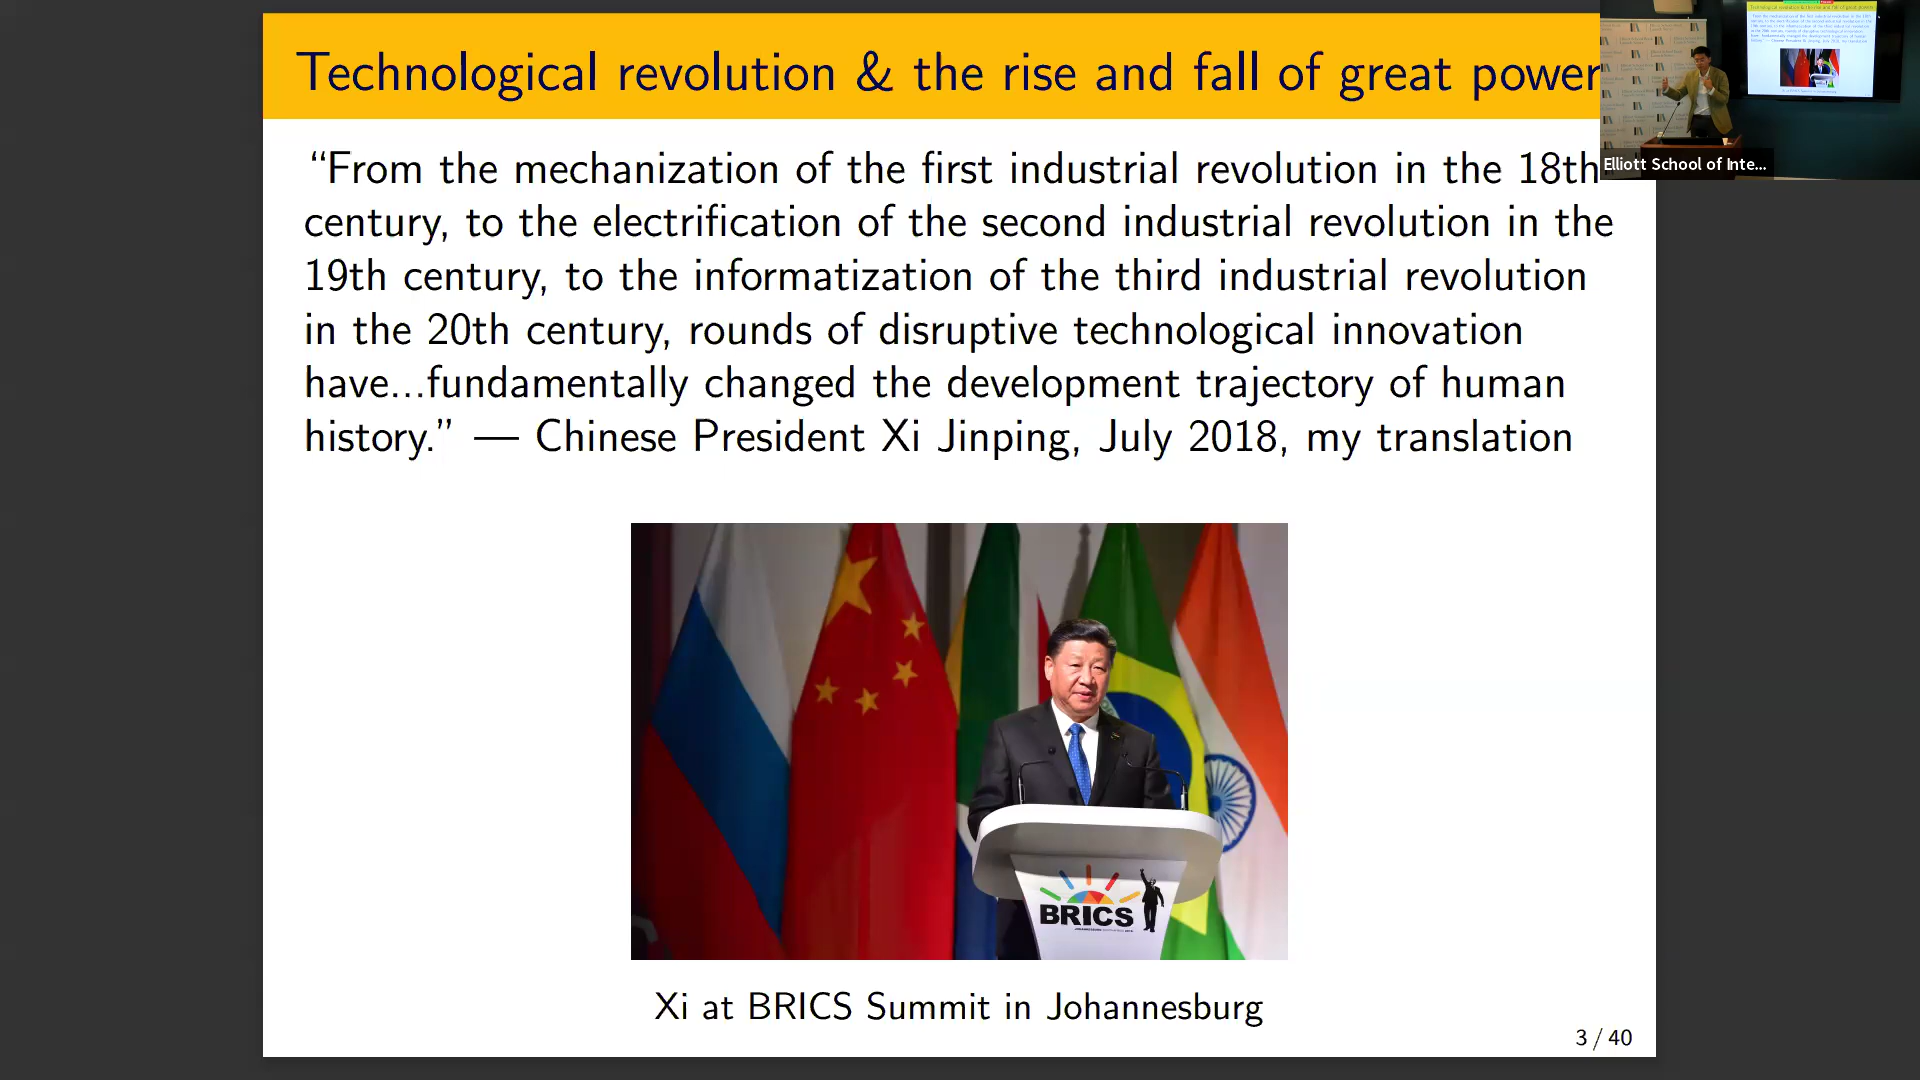 Technological revolution & the rise and fall of great power
“From the mechanization of the first industrial revolution in the 18th
century, to the electrification of the second industrial revolution in the
19th century, to the informatization of the third industrial revolution
in the 20th century, rounds of disruptive technological innovation
have...fundamentally changed the development trajectory of human
history.” — Chinese President Xi Jinping, July 2018, my translation
Elliott School of Inte...
BRICS
Xi at BRICS Summit in Johannesburg
3 / 40